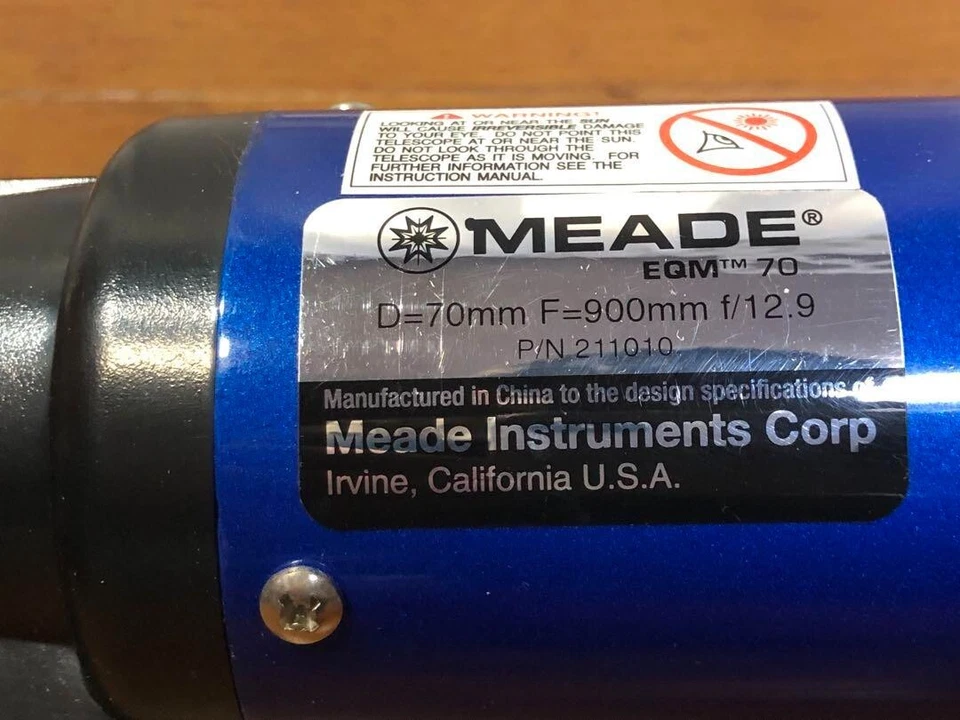 WARNING!
LOOKING AT OR NEAR THE SUN
WILL CAUSE IRREVERSIBLE DAMAGE
TO YOUR EYE. DO NOT POINT THIS
TELESCOPE AT OR NEAR THE SUN.
DO NOT LOOK THROUGH THE
TELESCOPE AS IT IS MOVING. FOR
FURTHER INFORMATION SEE THE
INSTRUCTION MANUAL.
MEADE®
EQM™ 70
D=70mm F=900mm f/12.9
P/N 211010
Manufactured in China to the design specifications of
Meade Instruments Corp
Irvine, California U.S.A.